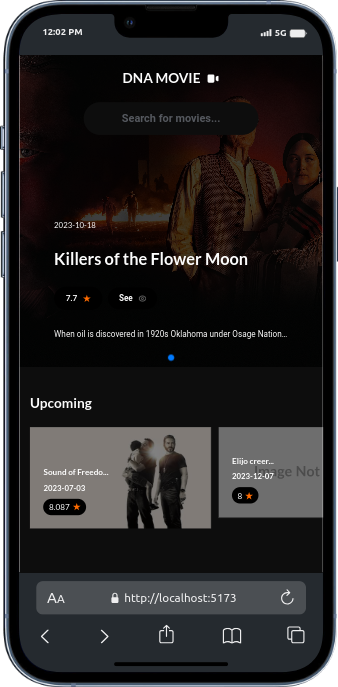 12:02 PM
5G
DNA MOVIE
Search for movies...
2023-10-18
Killers of the Flower Moon
7.7
See
When oil is discovered in 1920s Oklahoma under Osage Nation...
Upcoming
Sound of Freedo...
2023-07-03
8.087
Image Not
Elijo creer...
2023-12-07
8
AA
http://localhost:5173